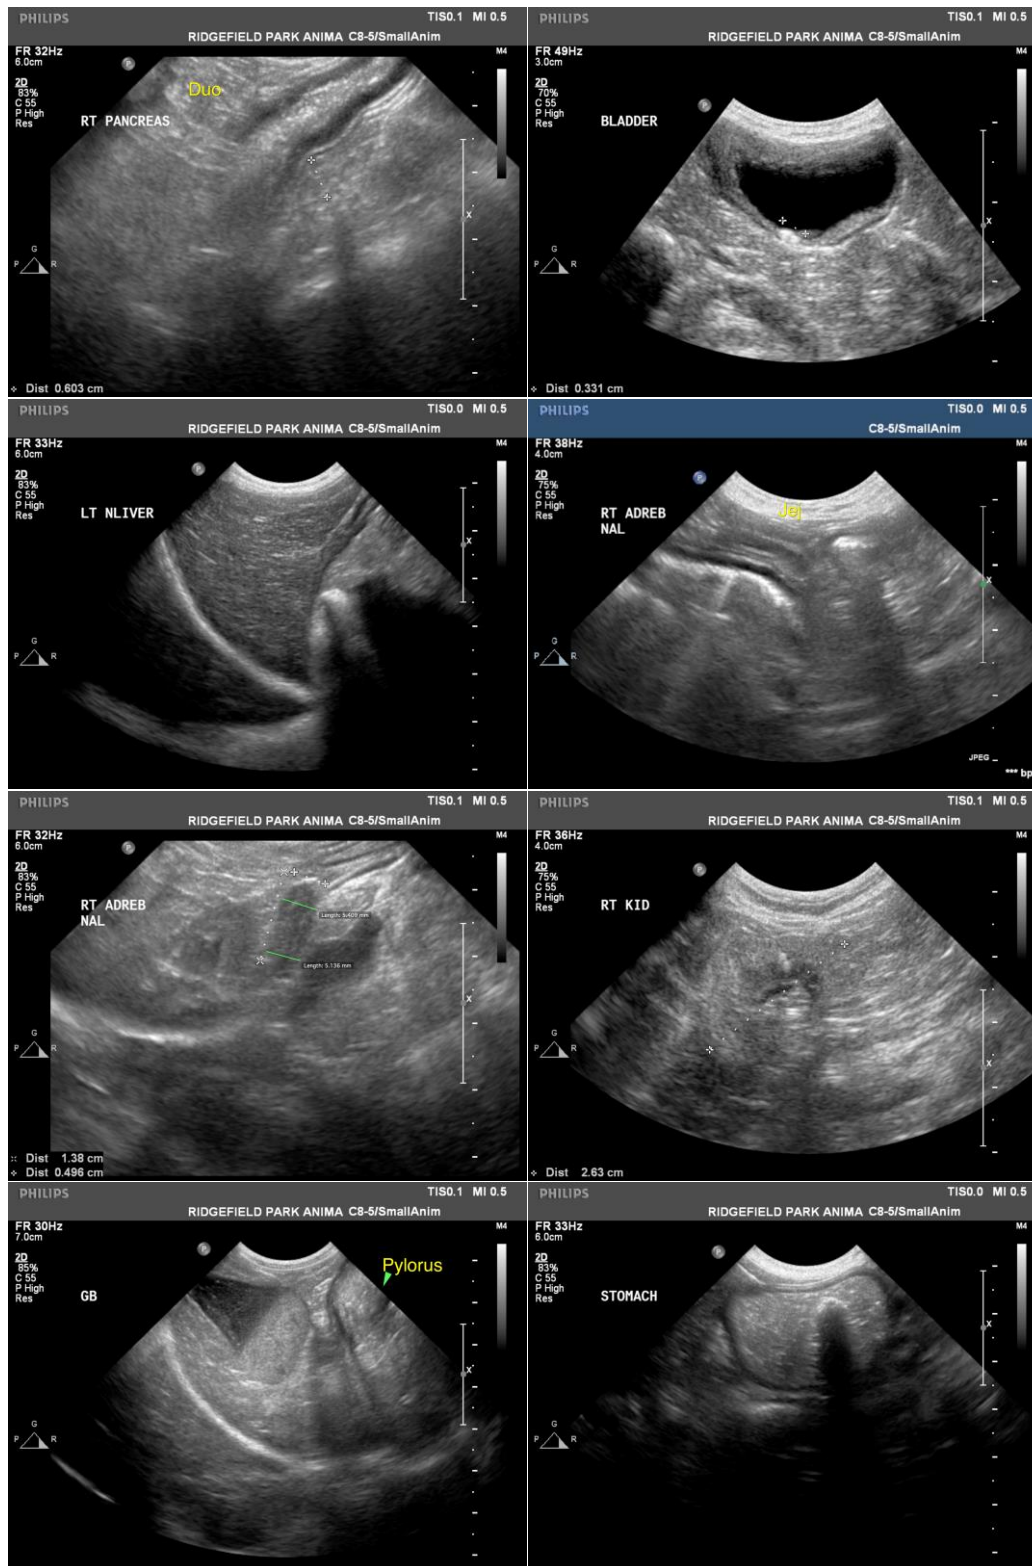 PHILIPS
TIS0.1 MI 0.5
RIDGEFIELD PARK ANIMA C8-5/SmallAnim
FR 32Hz
6.0cm
M4
2D
83%
C 55
P High
Res
P
Duo
RT PANCREAS
X
G
P R
Dist 0.603 cm
PHILIPS
TIS0.1 MI 0.5
RIDGEFIELD PARK ANIMA C8-5/SmallAnim
FR 49Hz
3.0cm
M4
2D
70%
C 55
P High
Res
P
BLADDER
X
G
P R
Dist 0.331 cm
PHILIPS
TIS0.0 MI 0.5
RIDGEFIELD PARK ANIMA C8-5/SmallAnim
FR 33Hz
6.0cm
M4
2D
83%
C 55
P High
Res
P
LT NLIVER
X
G
P R
PHILIPS
TIS0.0 MI 0.5
C8-5/SmallAnim
FR 38Hz
4.0cm
M4
2D
75%
C 55
P High
Res
P
Jej
RT ADREB
NAL
X
G
P R
JPEG
*** bp
PHILIPS
TIS0.1 MI 0.5
RIDGEFIELD PARK ANIMA C8-5/SmallAnim
FR 32Hz
6.0cm
M4
2D
83%
C 55
P High
Res
P
RT ADREB
NAL
Length: 5.409 mm
Length: 5.136 mm
X
G
P R
Dist 1.38 cm
Dist 0.496 cm
PHILIPS
TIS0.1 MI 0.5
RIDGEFIELD PARK ANIMA C8-5/SmallAnim
FR 36Hz
4.0cm
M4
2D
75%
C 55
P High
Res
P
RT KID
X
G
P R
Dist 2.63 cm
PHILIPS
TIS0.1 MI 0.5
RIDGEFIELD PARK ANIMA C8-5/SmallAnim
FR 30Hz
7.0cm
M4
2D
85%
C 55
P High
Res
P
Pylorus
GB
X
G
P R
PHILIPS
TIS0.0 MI 0.5
RIDGEFIELD PARK ANIMA C8-5/SmallAnim
FR 33Hz
6.0cm
M4
2D
83%
C 55
P High
Res
P
STOMACH
X
G
P R